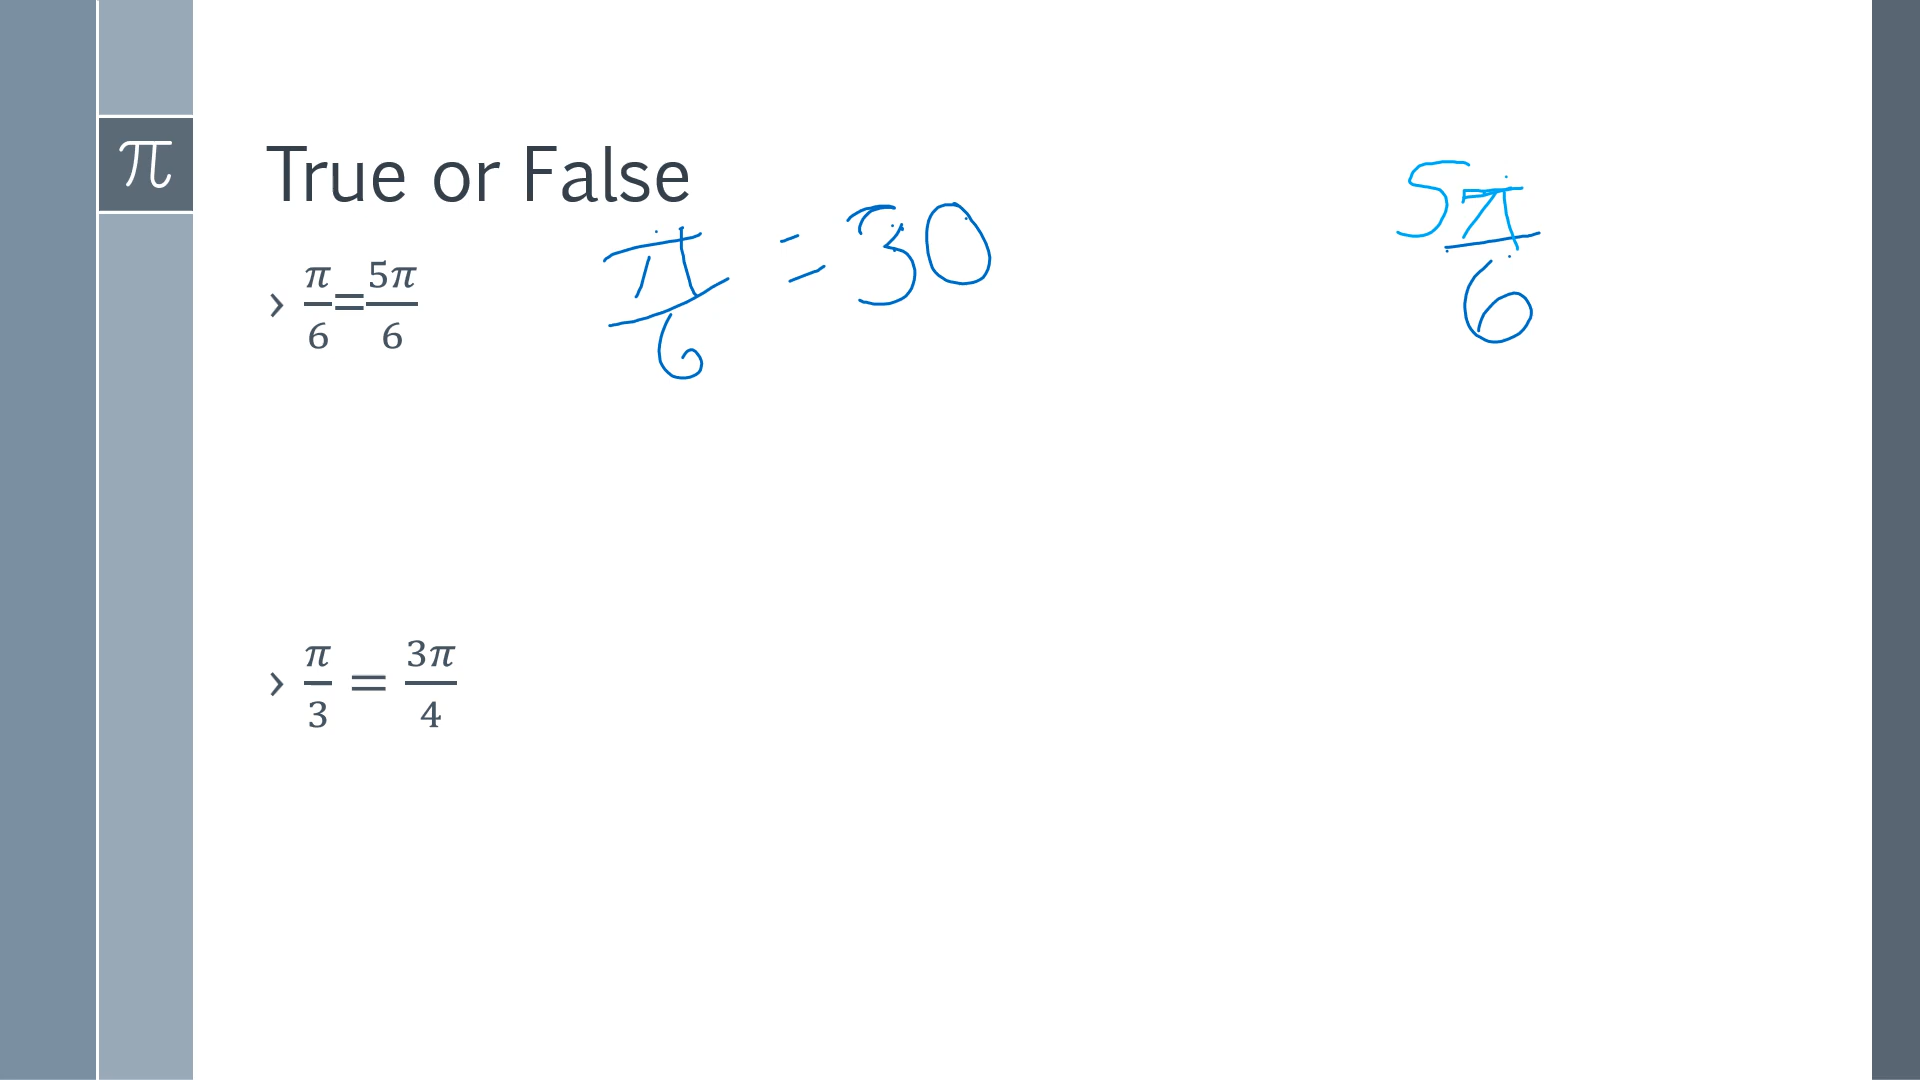 π
True or False
π/6=5π/6
π/6 = 30
5π/6
π/3 = 3π/4